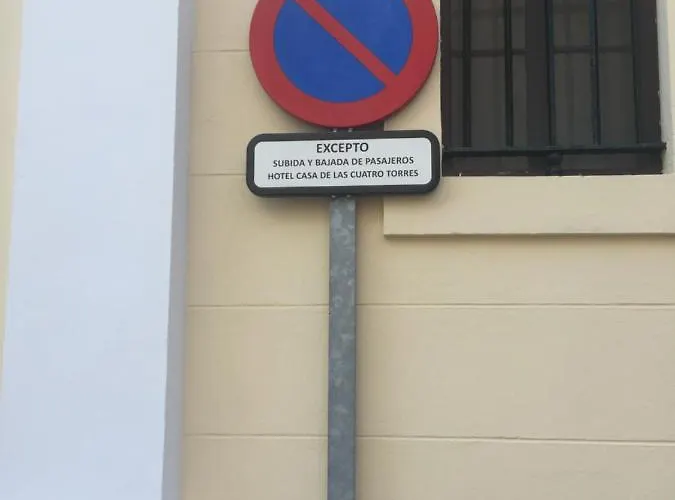 EXCEPTO
SUBIDA Y BAJADA DE PASAJEROS
HOTEL CASA DE LAS CUATRO TORRES